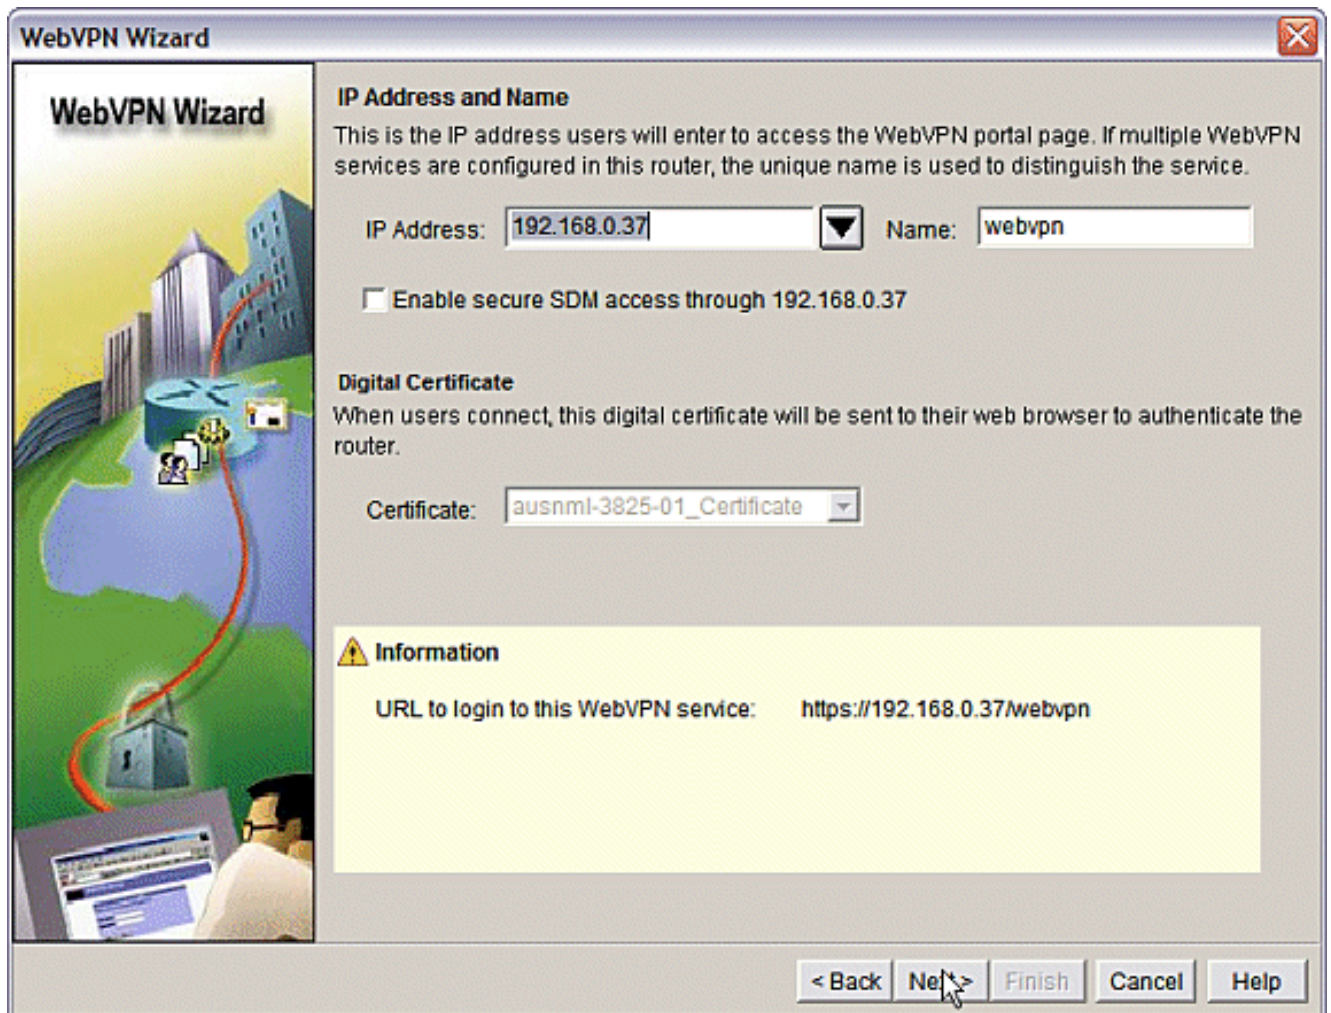 WebVPN Wizard
WebVPN Wizard
IP Address and Name
This is the IP address users will enter to access the WebVPN portal page. If multiple WebVPN
services are configured in this router, the unique name is used to distinguish the service.
IP Address: 192.168.0.37 Name: webvpn
Enable secure SDM access through 192.168.0.37
Digital Certificate
When users connect, this digital certificate will be sent to their web browser to authenticate the
router.
Certificate: ausnml-3825-01_Certificate
Information
URL to login to this WebVPN service: https://192.168.0.37/webvpn
< Back Next > Finish Cancel Help